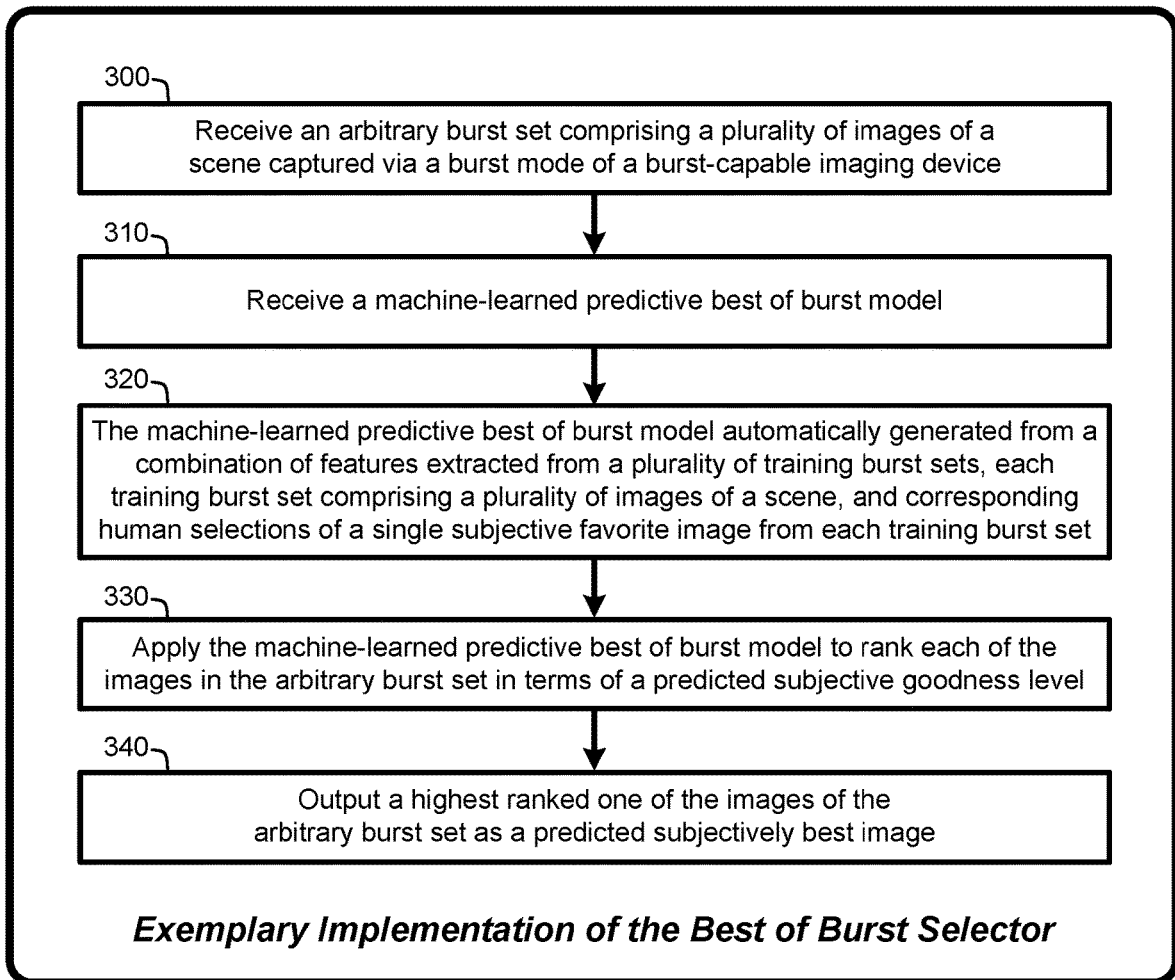 300
Receive an arbitrary burst set comprising a plurality of images of a
scene captured via a burst mode of a burst-capable imaging device
310
Receive a machine-learned predictive best of burst model
320
The machine-learned predictive best of burst model automatically generated from a
combination of features extracted from a plurality of training burst sets, each
training burst set comprising a plurality of images of a scene, and corresponding
human selections of a single subjective favorite image from each training burst set
330
Apply the machine-learned predictive best of burst model to rank each of the
images in the arbitrary burst set in terms of a predicted subjective goodness level
340
Output a highest ranked one of the images of the
arbitrary burst set as a predicted subjectively best image
Exemplary Implementation of the Best of Burst Selector